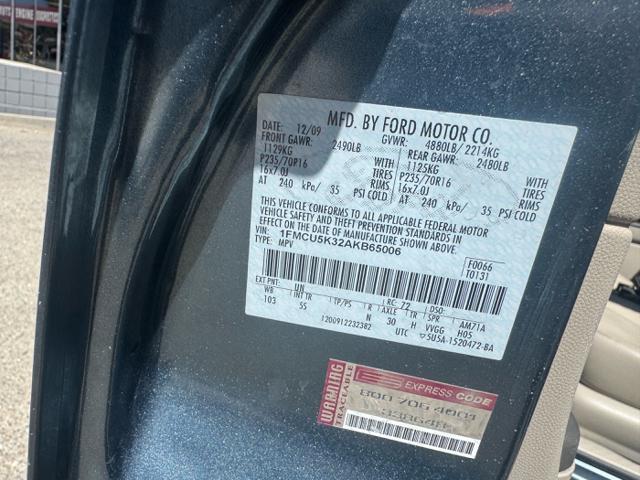 MFD. BY FORD MOTOR CO.
DATE: 12/09 GVWR: 4880LB/ 2214KG
FRONT GAWR: 2490LB REAR GAWR: 2480LB
1129KG WITH 1125KG WITH
P235/70R16 TIRES P235/70R16 TIRES
16x7.0J RIMS 16x7.0J RIMS
AT 240 kPa/ 35 PSI COLD AT 240 kPa/ 35 PSI COLD
THIS VEHICLE CONFORMS TO ALL APPLICABLE FEDERAL MOTOR
VEHICLE SAFETY AND THEFT PREVENTION STANDARDS IN
EFFECT ON THE DATE OF MANUFACTURE SHOWN ABOVE.
VIN: 1FMCU5K32AKB65006
TYPE: MPV
F0066
T0131
EXT PNT: UN RC: 72 DSO:
WB INT TR TP/PS R AXLE TR SPR AM71A
103 55 N 30 H VVGG H05
1200912232382 UTC 5U5A-1520472-BA
WARNING
TRACEABLE
EXPRESS CODE
800 706 4001